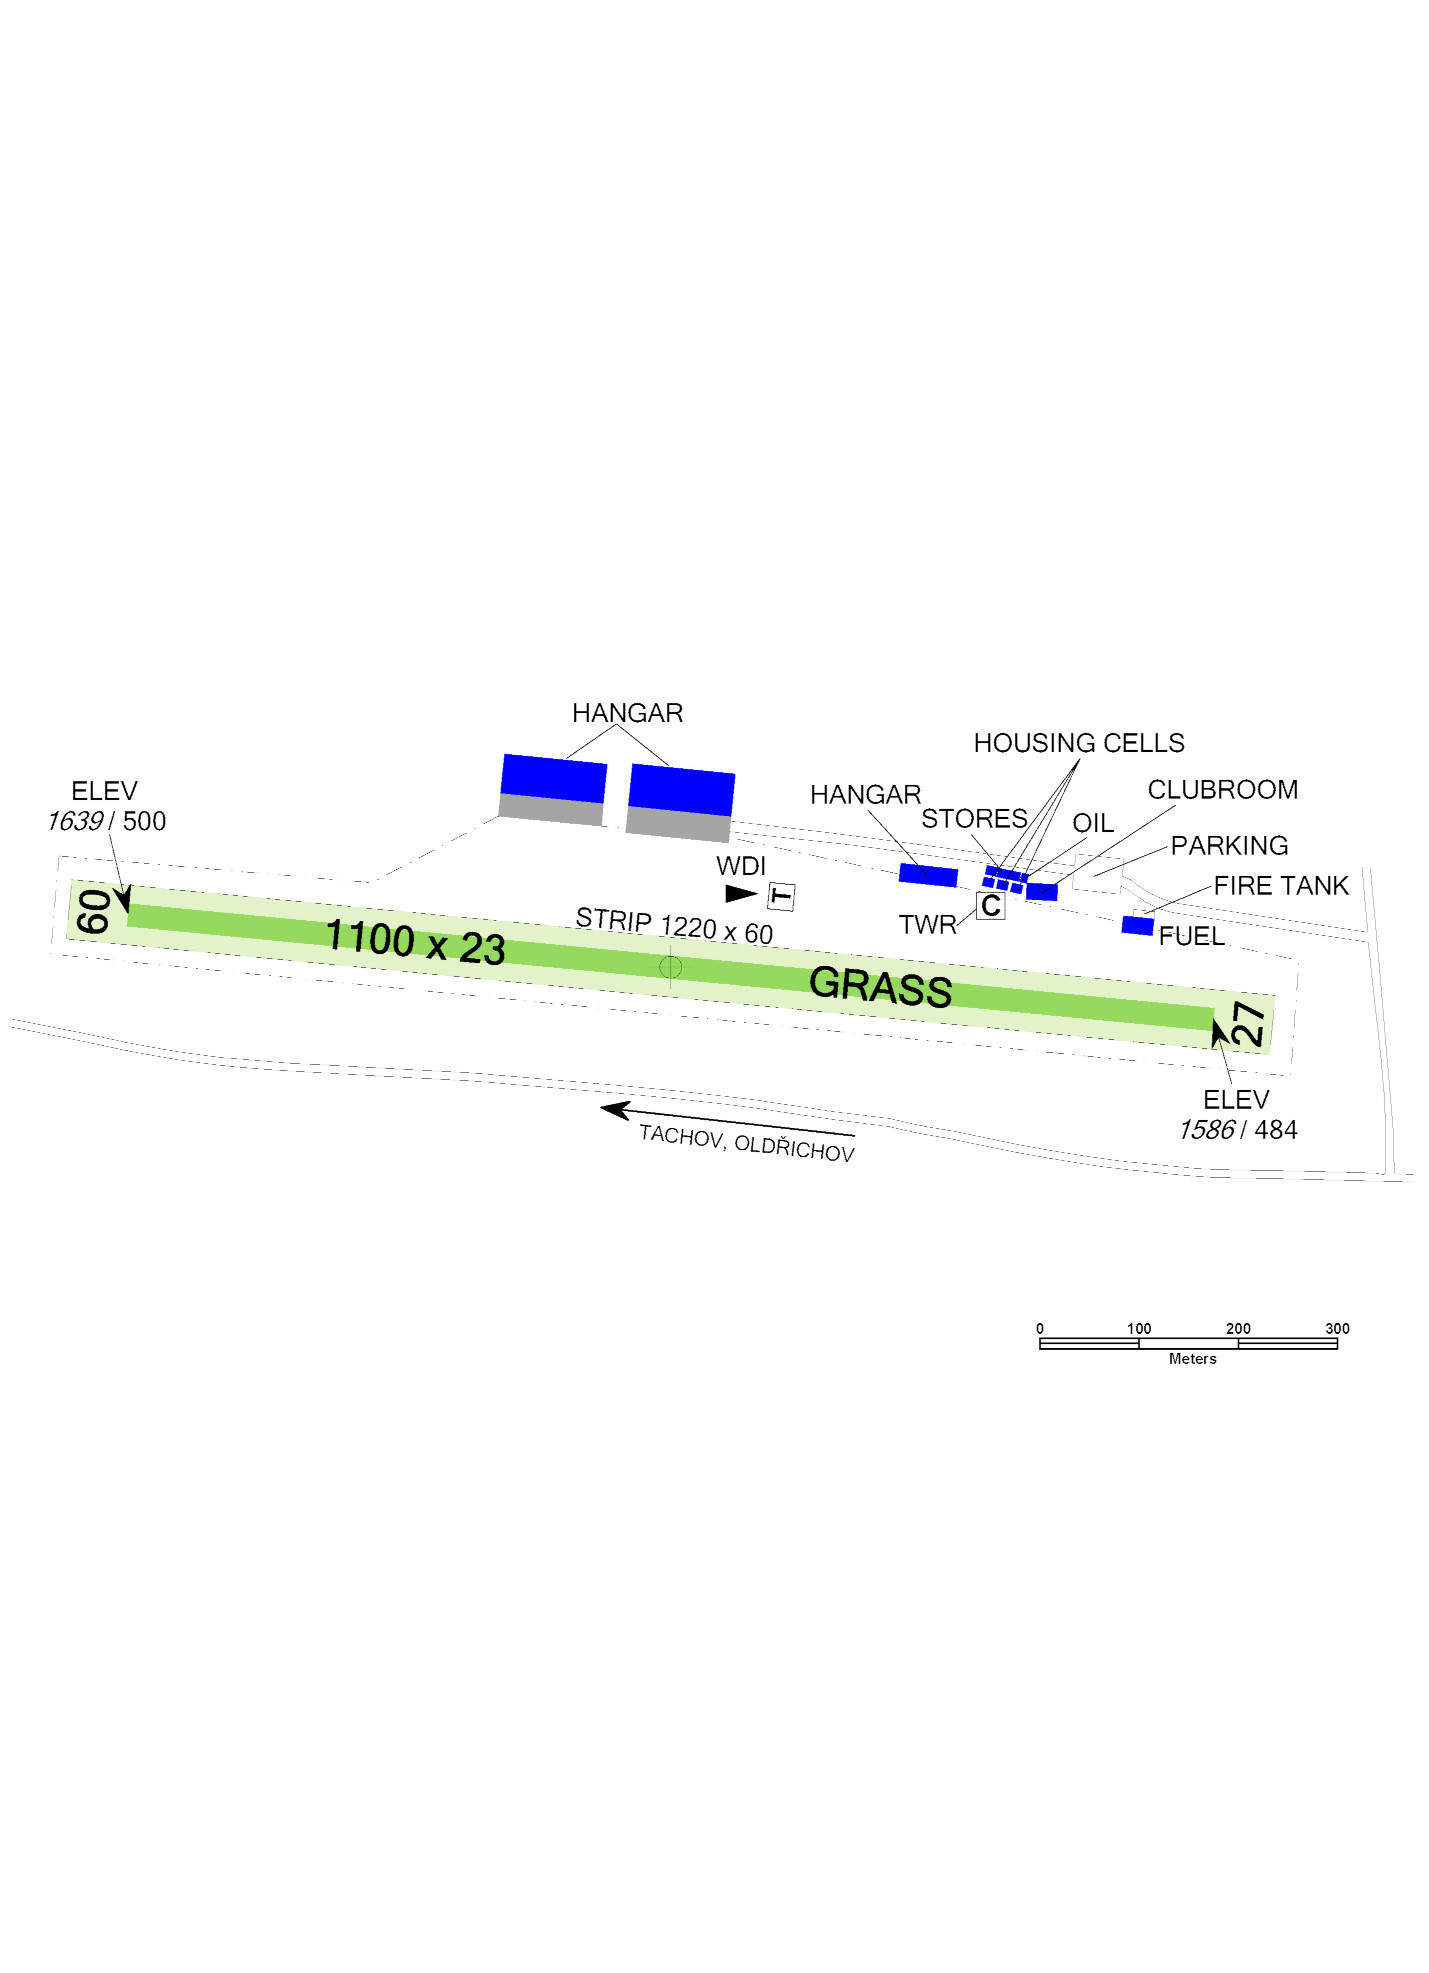 HANGAR
HOUSING CELLS
ELEV
1639 / 500
HANGAR
CLUBROOM
STORES
OIL
PARKING
WDI
T
FIRE TANK
09
C
TWR
STRIP 1220 x 60
FUEL
1100 x 23
GRASS
27
ELEV
1586 / 484
TACHOV, OLDŘICHOV
0 100 200 300
Meters